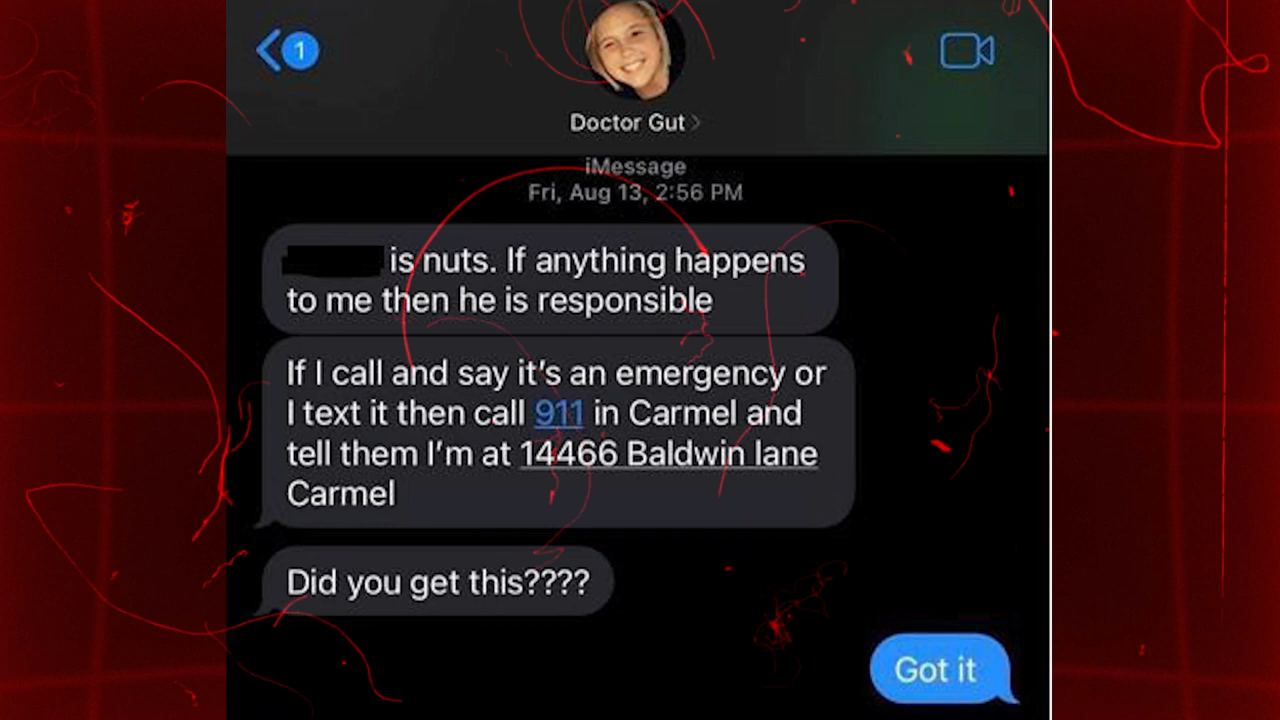 1
Doctor Gut
iMessage
Fri, Aug 13, 2:56 PM
is nuts. If anything happens
to me then he is responsible
If I call and say it's an emergency or
I text it then call 911 in Carmel and
tell them I'm at 14466 Baldwin lane
Carmel
Did you get this????
Got it